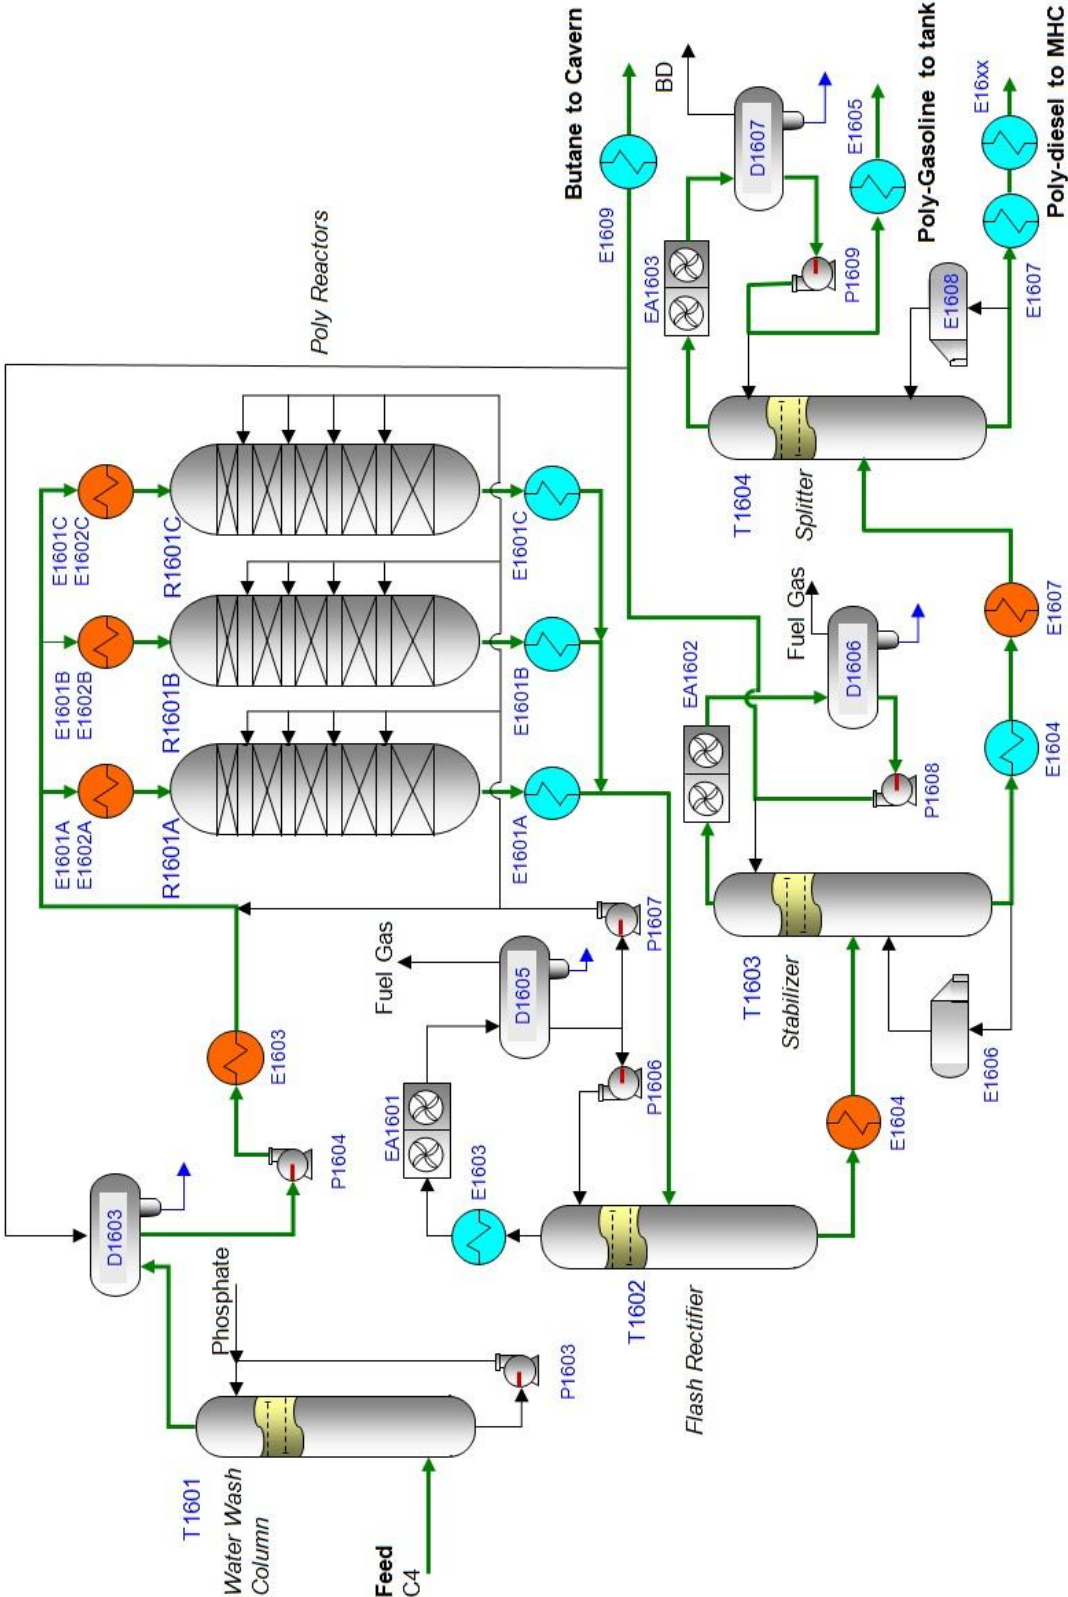 Feed
C4
T1601
Water Wash
Column
Phosphate
P1603
D1603
P1604
E1603
E1601A
E1602A
E1601B
E1602B
E1601C
E1602C
R1601A
R1601B
R1601C
Poly Reactors
E1601A
E1601B
E1601C
T1602
Flash Rectifier
E1603
EA1601
Fuel Gas
D1605
P1606
P1607
E1604
T1603
Stabilizer
E1606
EA1602
Fuel Gas
D1606
P1608
E1604
E1607
T1604
Splitter
EA1603
BD
D1607
P1609
E1608
E1609
Butane to Cavern
E1605
Poly-Gasoline to tank
E1607
E16xx
Poly-diesel to MHC